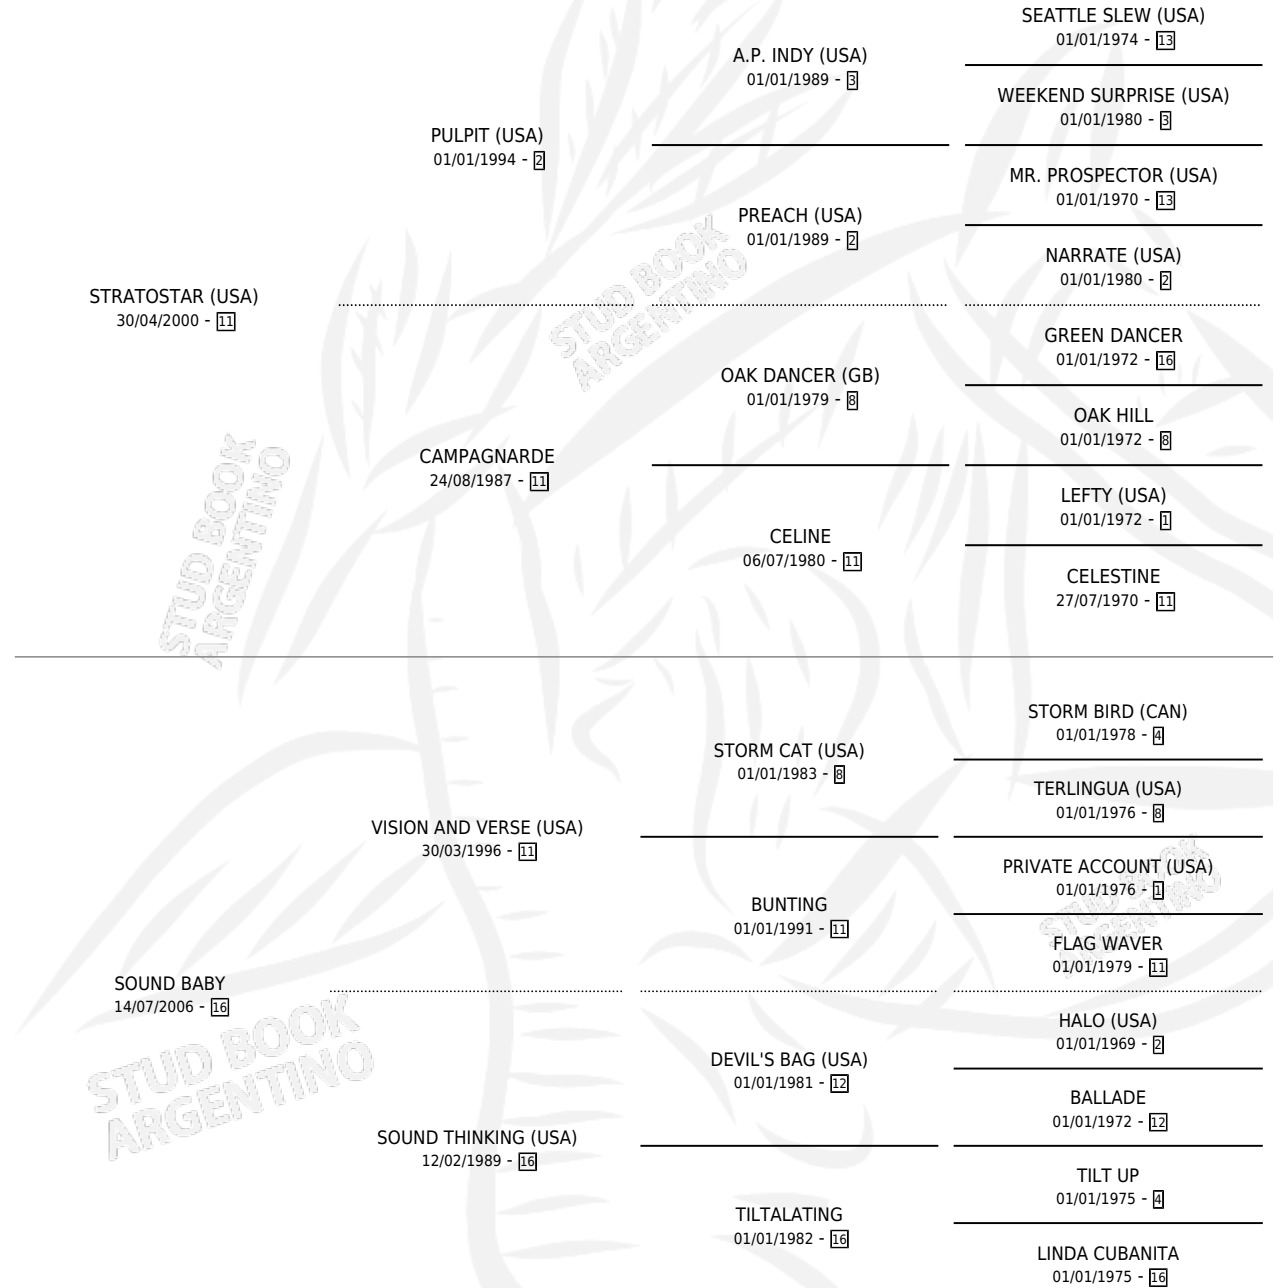 SEATTLE SLEW (USA)
01/01/1974 - 13
A.P. INDY (USA)
01/01/1989 - 3
WEEKEND SURPRISE (USA)
01/01/1980 - 3
PULPIT (USA)
01/01/1994 - 2
MR. PROSPECTOR (USA)
01/01/1970 - 13
PREACH (USA)
01/01/1989 - 2
NARRATE (USA)
01/01/1980 - 2
STRATOSTAR (USA)
30/04/2000 - 11
GREEN DANCER
01/01/1972 - 16
OAK DANCER (GB)
01/01/1979 - 8
OAK HILL
01/01/1972 - 8
CAMPAGNARDE
24/08/1987 - 11
LEFTY (USA)
01/01/1972 - 1
CELINE
06/07/1980 - 11
CELESTINE
27/07/1970 - 11
STORM BIRD (CAN)
01/01/1978 - 4
STORM CAT (USA)
01/01/1983 - 8
TERLINGUA (USA)
01/01/1976 - 8
VISION AND VERSE (USA)
30/03/1996 - 11
PRIVATE ACCOUNT (USA)
01/01/1976 - 1
BUNTING
01/01/1991 - 11
FLAG WAVER
01/01/1979 - 11
SOUND BABY
14/07/2006 - 16
HALO (USA)
01/01/1969 - 2
DEVIL'S BAG (USA)
01/01/1981 - 12
BALLADE
01/01/1972 - 12
SOUND THINKING (USA)
12/02/1989 - 16
TILT UP
01/01/1975 - 4
TILTALATING
01/01/1982 - 16
LINDA CUBANITA
01/01/1975 - 16
STUD BOOK
ARGENTINO
STUD BOOK
ARGENTINO
STUD BOOK
ARGENTINO
STUD BOOK
ARGENTINO